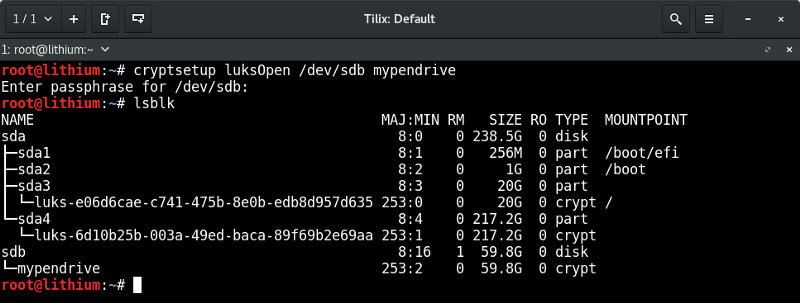 1 / 1
Tilix: Default
1: root@lithium:~
root@lithium:~# cryptsetup luksOpen /dev/sdb mypendrive
Enter passphrase for /dev/sdb:
root@lithium:~# lsblk
NAME MAJ:MIN RM SIZE RO TYPE MOUNTPOINT
sda 8:0 0 238.5G 0 disk
├─sda1 8:1 0 256M 0 part /boot/efi
├─sda2 8:2 0 1G 0 part /boot
├─sda3 8:3 0 20G 0 part
│ └─luks-e06d6cae-c741-475b-8e0b-edb8d957d635 253:0 0 20G 0 crypt /
└─sda4 8:4 0 217.2G 0 part
  └─luks-6d10b25b-003a-49ed-baca-89f69b2e69aa 253:1 0 217.2G 0 crypt
sdb 8:16 1 59.8G 0 disk
└─mypendrive 253:2 0 59.8G 0 crypt
root@lithium:~#